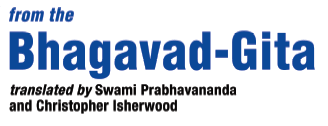 from the
Bhagavad-Gita
translated by Swami Prabhavananda
and Christopher Isherwood